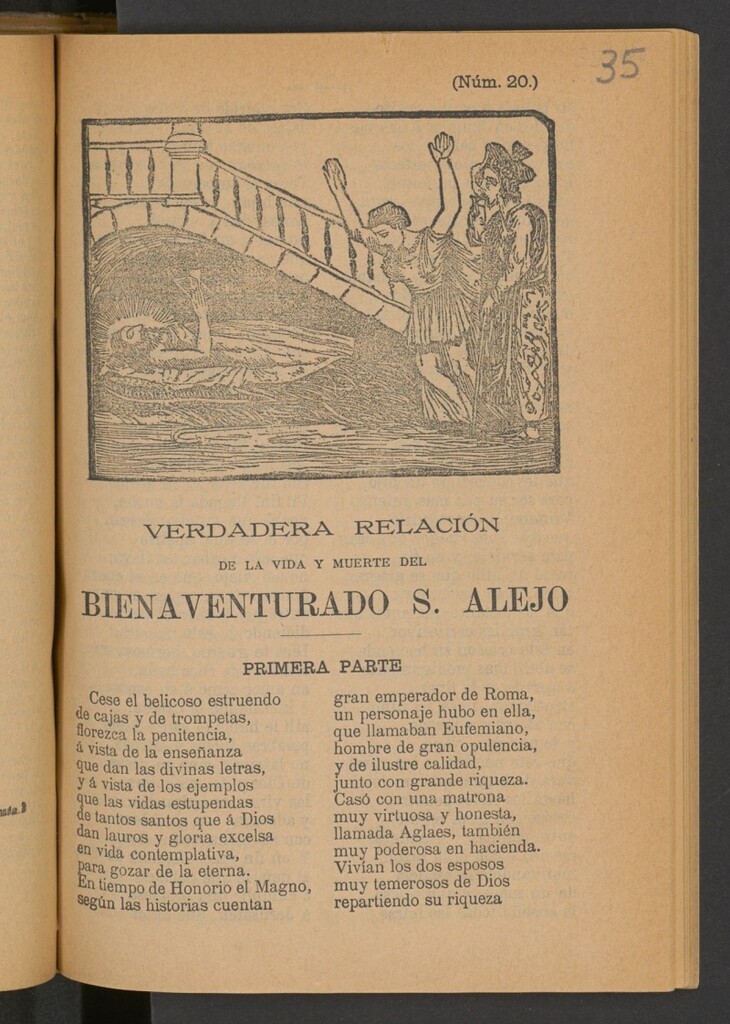 (Núm. 20.)
35
VERDADERA RELACIÓN
DE LA VIDA Y MUERTE DEL
BIENAVENTURADO S. ALEJO
PRIMERA PARTE
Cese el belicoso estruendo
de cajas y de trompetas,
florezca la penitencia,
á vista de la enseñanza
que dan las divinas letras,
y á vista de los ejemplos
que las vidas estupendas
de tantos santos que á Dios
dan lauros y gloria excelsa
en vida contemplativa,
para gozar de la eterna.
En tiempo de Honorio el Magno,
según las historias cuentan
gran emperador de Roma,
un personaje hubo en ella,
que llamaban Eufemiano,
hombre de gran opulencia,
y de ilustre calidad,
junto con grande riqueza.
Casó con una matrona
muy virtuosa y honesta,
llamada Aglaes, también
muy poderosa en hacienda.
Vivían los dos esposos
muy temerosos de Dios
repartiendo su riqueza